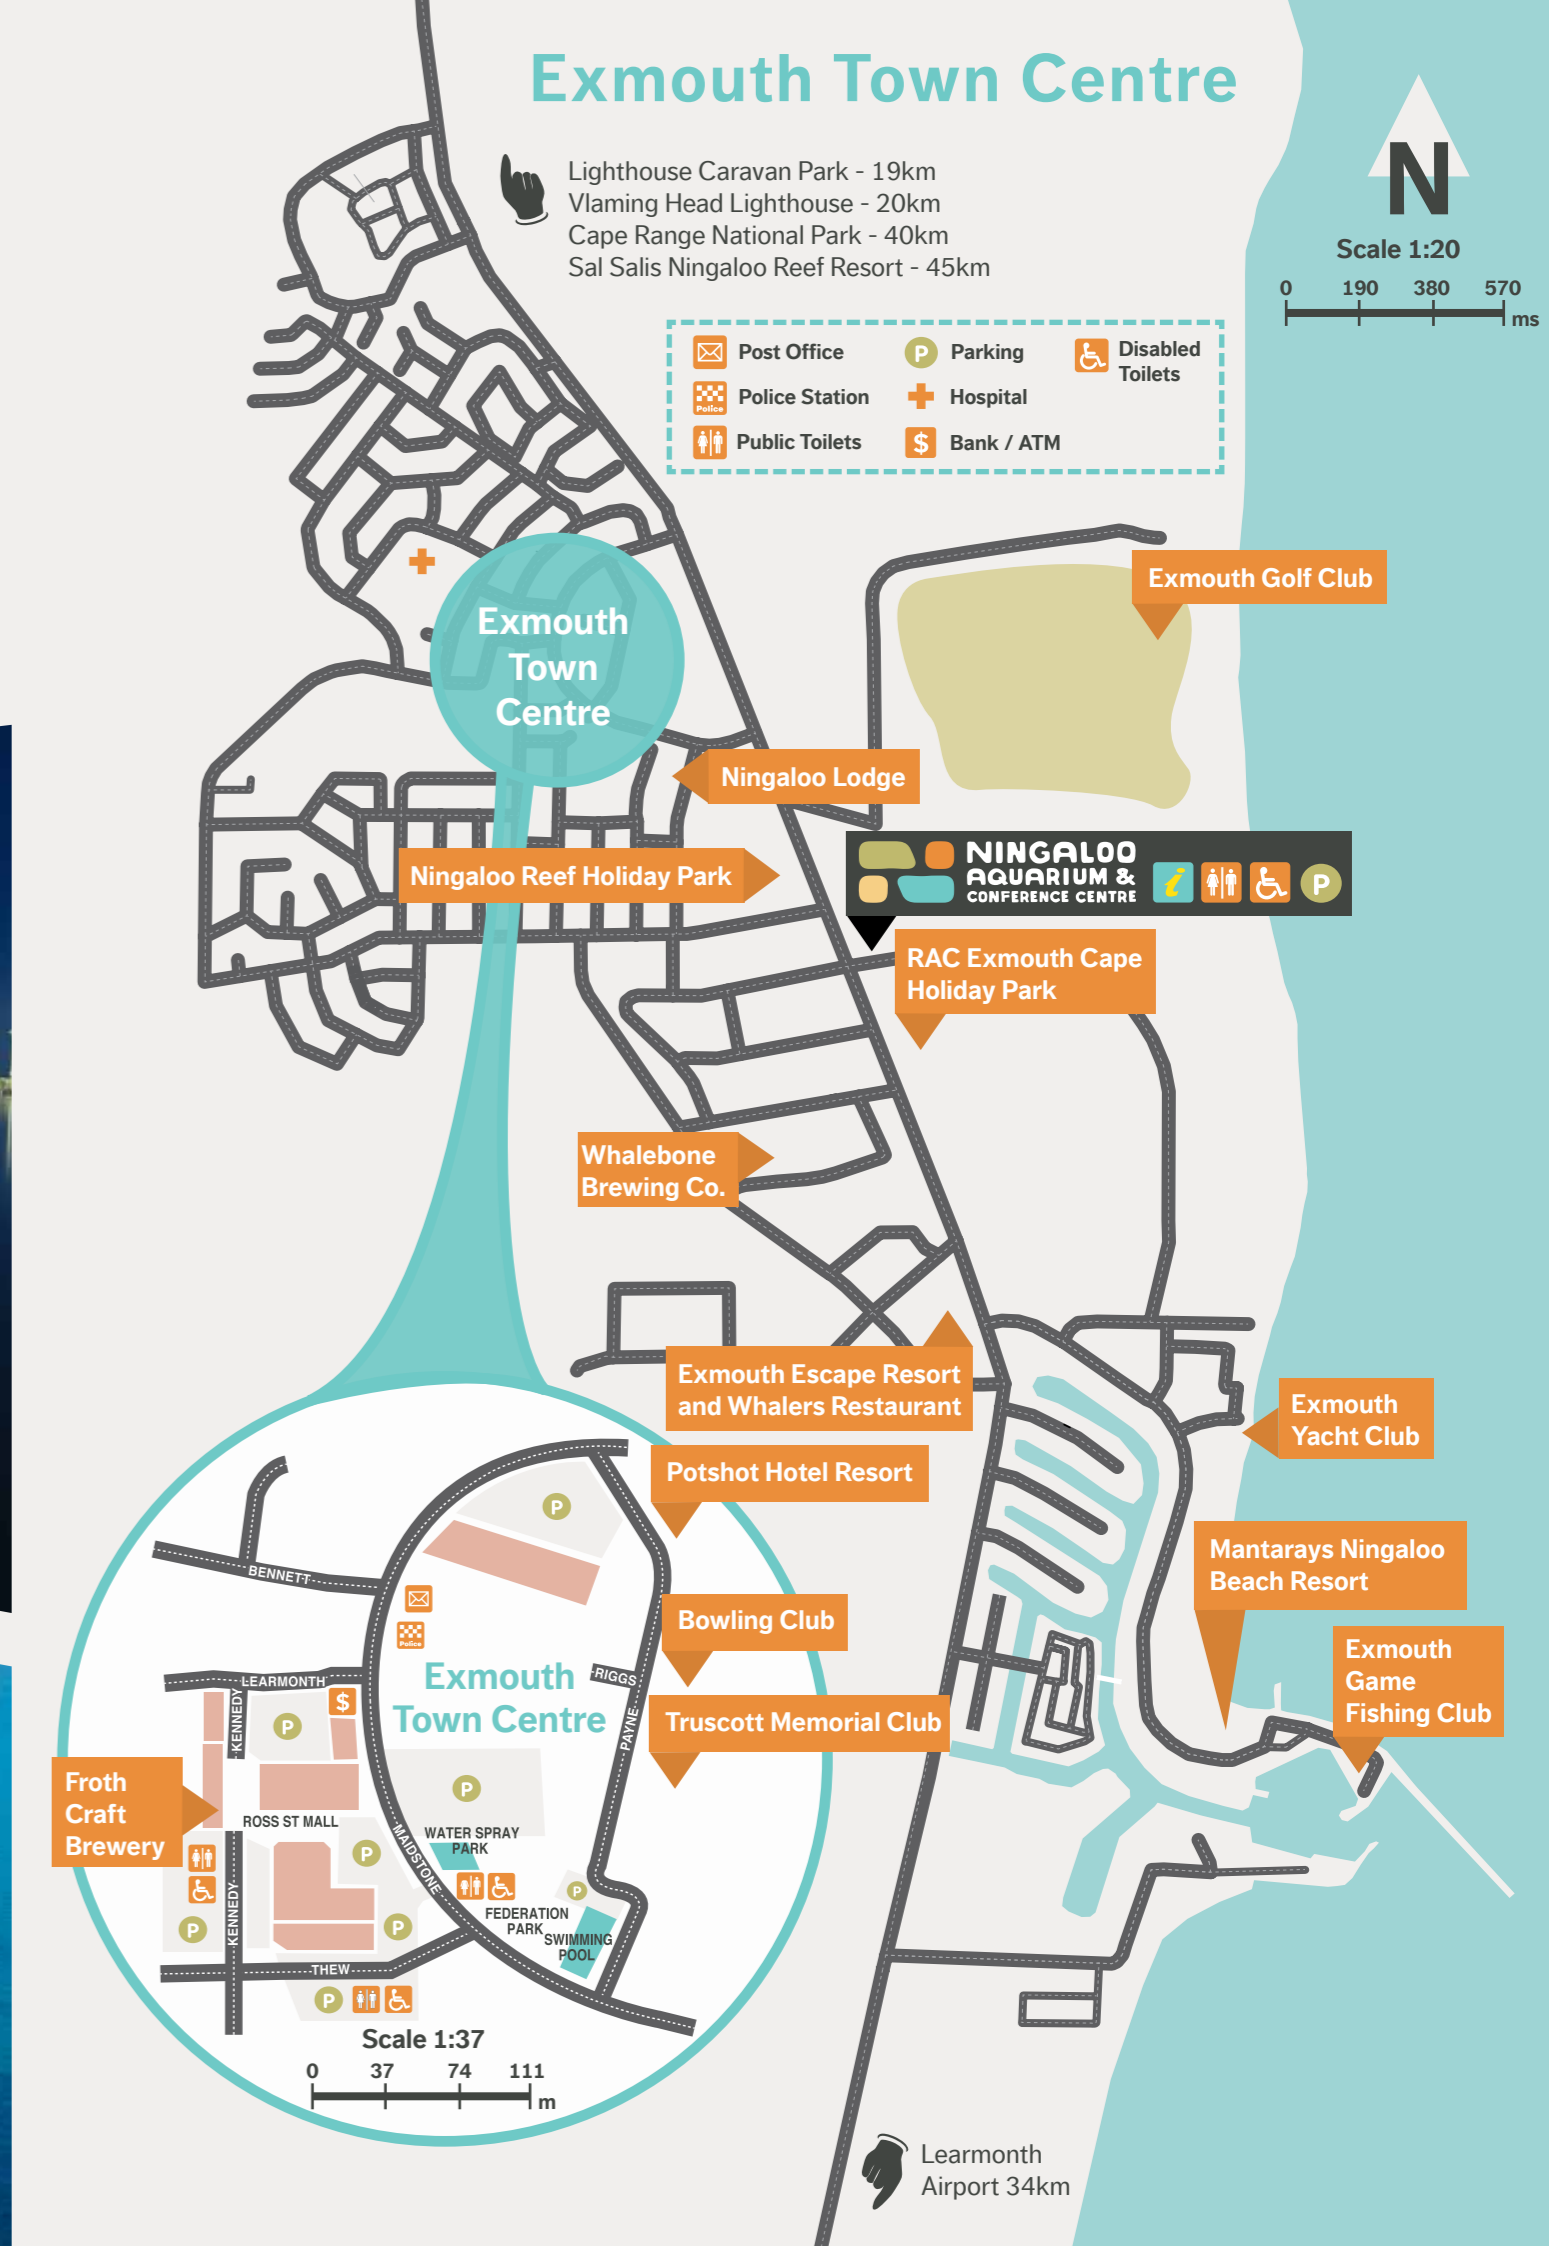 Exmouth Town Centre
Lighthouse Caravan Park - 19km
Vlaming Head Lighthouse - 20km
Cape Range National Park - 40km
Sal Salis Ningaloo Reef Resort - 45km
N
Scale 1:20
0 190 380 570
ms
Post Office
Parking
Disabled
Toilets
Police
Police Station
Hospital
Public Toilets
$
Bank / ATM
P
Exmouth Golf Club
Exmouth
Town
Centre
Ningaloo Lodge
Ningaloo Reef Holiday Park
NINGALOO
AQUARIUM &
CONFERENCE CENTRE
i
P
RAC Exmouth Cape
Holiday Park
Whalebone
Brewing Co.
Exmouth Escape Resort
and Whalers Restaurant
Exmouth
Yacht Club
Potshot Hotel Resort
P
Mantarays Ningaloo
Beach Resort
BENNETT
Police
Bowling Club
Exmouth
Game
Fishing Club
Exmouth
Town Centre
RIGGS
LEARMONTH
KENNEDY
$
P
PAYNE
Truscott Memorial Club
Froth
Craft
Brewery
P
ROSS ST MALL
MAIDSTONE
WATER SPRAY
PARK
P
P
FEDERATION
PARK
SWIMMING
POOL
KENNEDY
P
P
THEW
P
Scale 1:37
0 37 74 111
m
Learmonth
Airport 34km